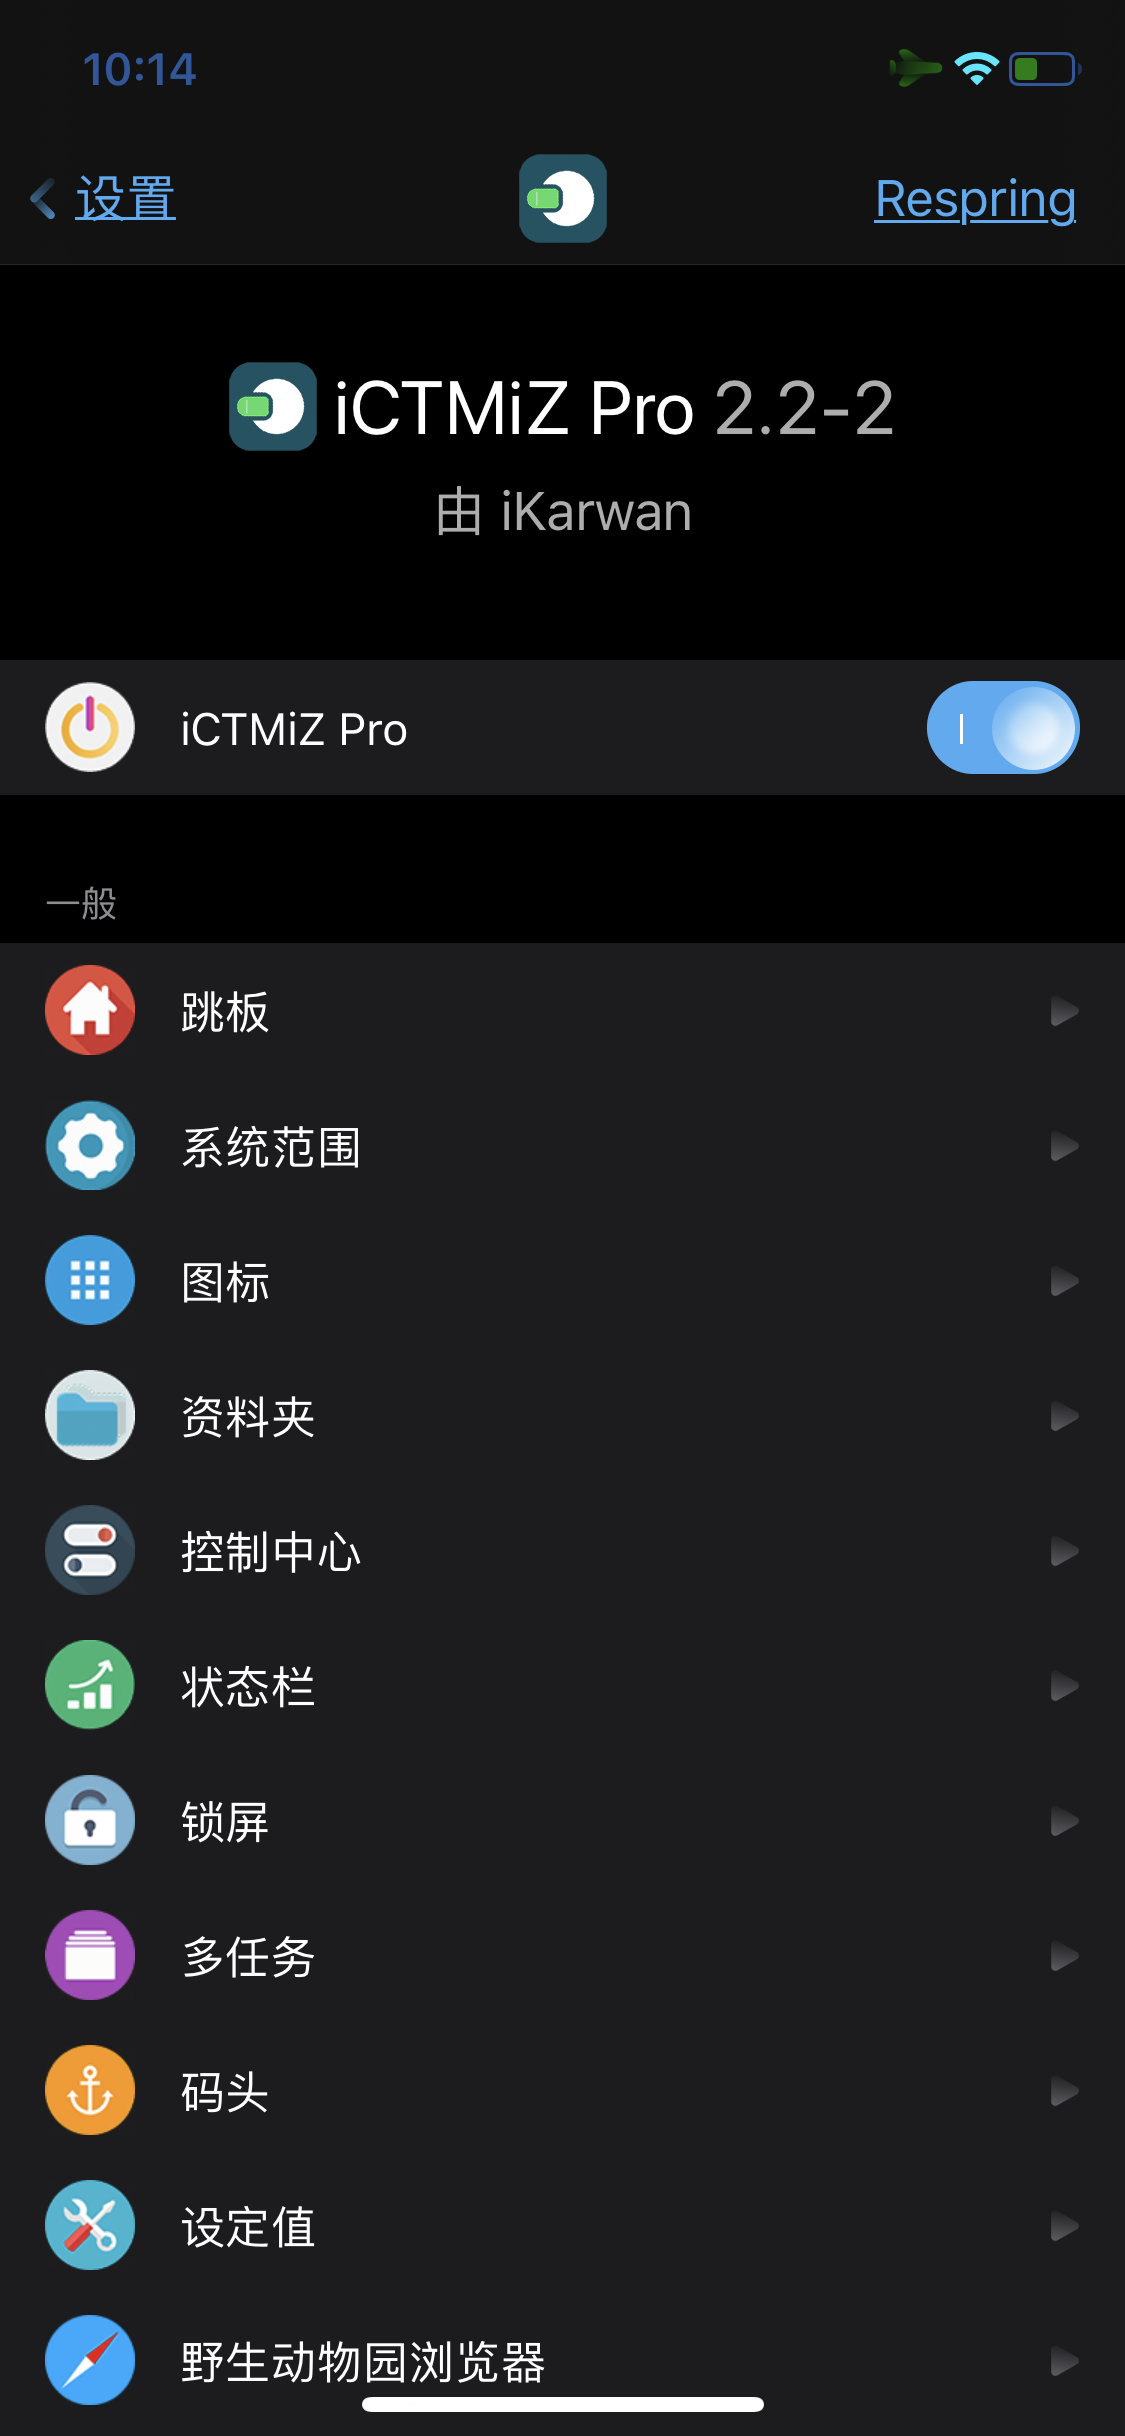 10:14
设置
Respring
iCTMiZ Pro 2.2-2
由 iKarwan
iCTMiZ Pro
一般
跳板
系统范围
图标
资料夹
控制中心
状态栏
锁屏
多任务
码头
设定值
野生动物园浏览器